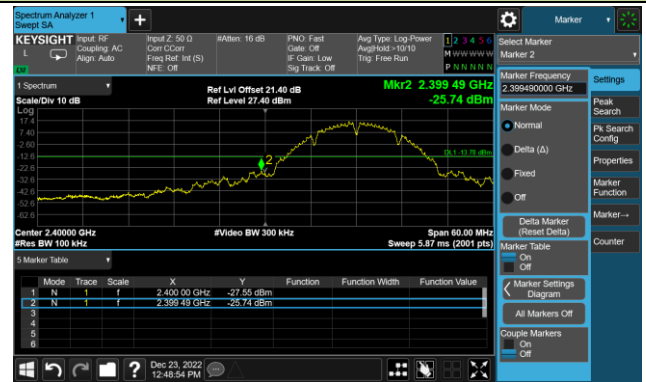 Spectrum Analyzer 1
Swept SA
+
Marker
KEYSIGHT
L
Input: RF
Coupling: AC
Align: Auto
Input Z: 50 Ω
Corr CCorr
Freq Ref: Int (S)
NFE: Off
#Atten: 16 dB
PNO: Fast
Gate: Off
IF Gain: Low
Sig Track: Off
Avg Type: Log-Power
Avg|Hold:>10/10
Trig: Free Run
1 2 3 4 5 6
M W W W W W
P N N N N N
Select Marker
Marker 2
1 Spectrum
Scale/Div 10 dB
Log
Ref Lvl Offset 21.40 dB
Ref Level 27.40 dBm
Mkr2 2.399 49 GHz
-25.74 dBm
17.4
7.40
-2.60
-12.6
-22.6
-32.6
-42.6
-52.6
-62.6
2
DL1 -13.78 dBm
Center 2.40000 GHz
#Res BW 100 kHz
#Video BW 300 kHz
Span 60.00 MHz
Sweep 5.87 ms (2001 pts)
5 Marker Table
Mode Trace Scale X Y Function Function Width Function Value
1 N 1 f 2.400 00 GHz -27.55 dBm
2 N 1 f 2.399 49 GHz -25.74 dBm
3
4
5
6
Marker Frequency
2.399490000 GHz
Marker Mode
Normal
Delta (Δ)
Fixed
Off
Delta Marker
(Reset Delta)
Marker Table
On
Off
Marker Settings
Diagram
All Markers Off
Couple Markers
On
Off
Settings
Peak
Search
Pk Search
Config
Properties
Marker
Function
Marker→
Counter
?
Dec 23, 2022
12:48:54 PM